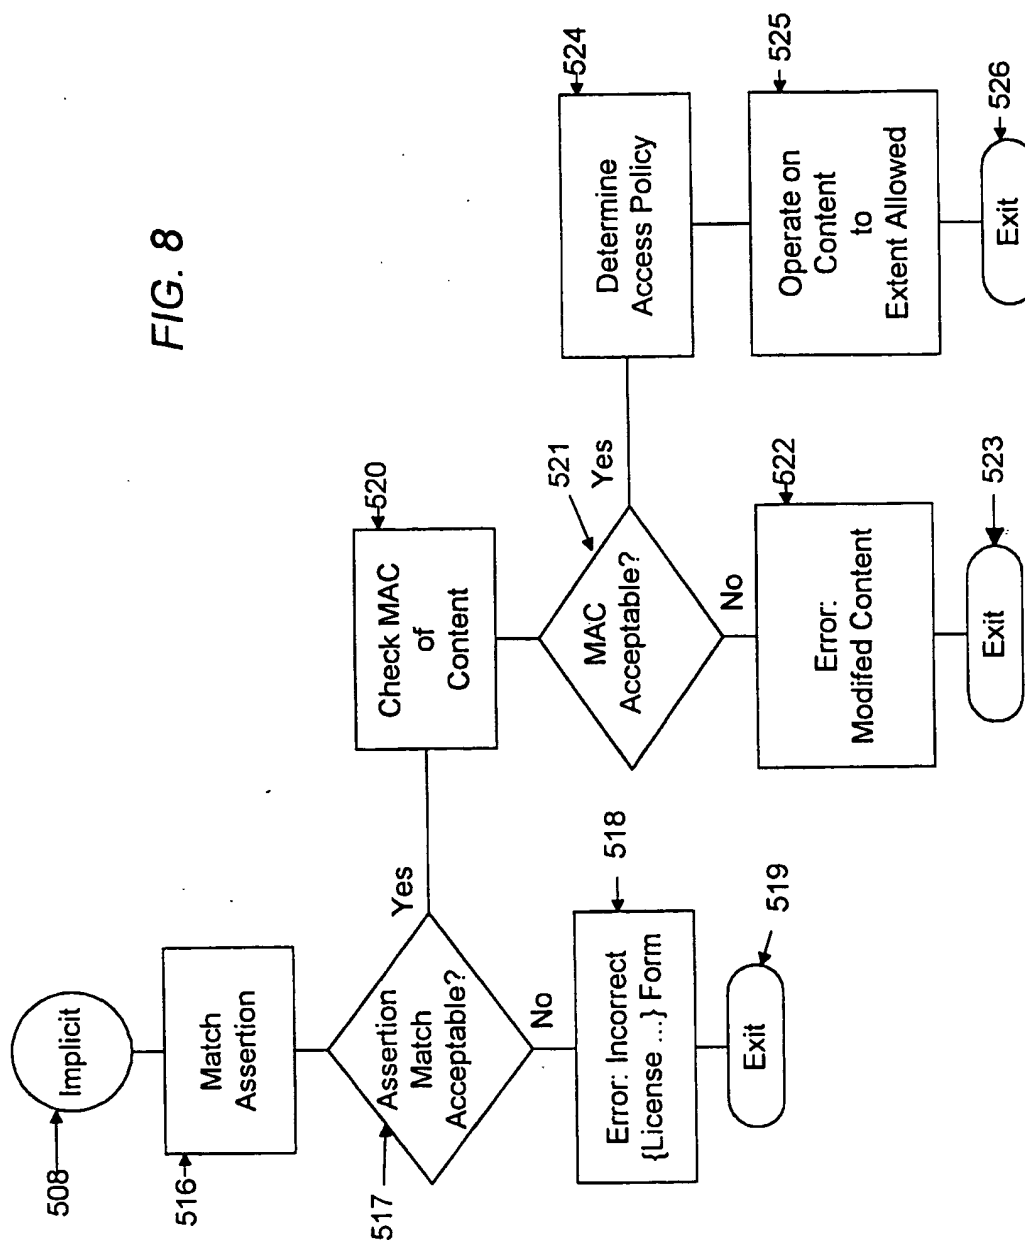 FIG. 8
508
Implicit
516
Match
Assertion
517
Assertion
Match
Acceptable?
Yes
No
518
Error: Incorrect
{License ...} Form
519
Exit
520
Check MAC
of
Content
521
MAC
Acceptable?
Yes
No
522
Error:
Modifed Content
523
Exit
524
Determine
Access Policy
525
Operate on
Content
to
Extent Allowed
526
Exit